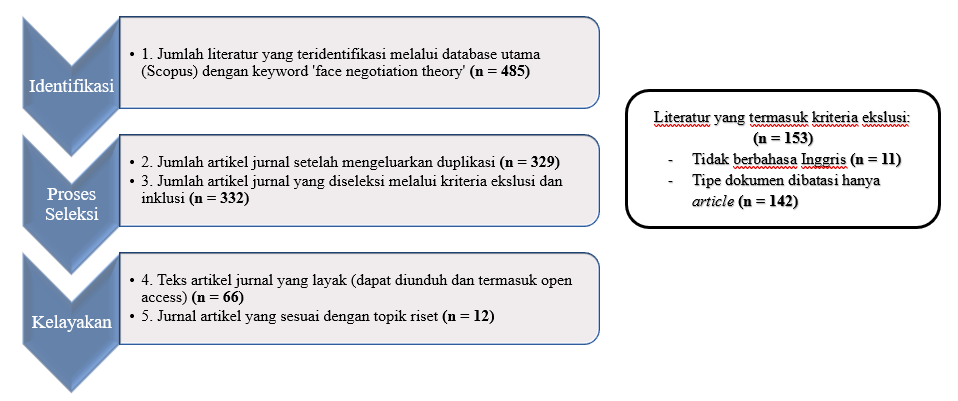 Identifikasi
• 1. Jumlah literatur yang teridentifikasi melalui database utama
(Scopus) dengan keyword 'face negotiation theory' (n = 485)
Proses
Seleksi
• 2. Jumlah artikel jurnal setelah mengeluarkan duplikasi (n = 329)
• 3. Jumlah artikel jurnal yang diseleksi melalui kriteria ekslusi dan
inklusi (n = 332)
Kelayakan
• 4. Teks artikel jurnal yang layak (dapat diunduh dan termasuk open
access) (n = 66)
• 5. Jurnal artikel yang sesuai dengan topik riset (n = 12)
Literatur yang termasuk kriteria ekslusi:
(n = 153)
- Tidak berbahasa Inggris (n = 11)
- Tipe dokumen dibatasi hanya
article (n = 142)